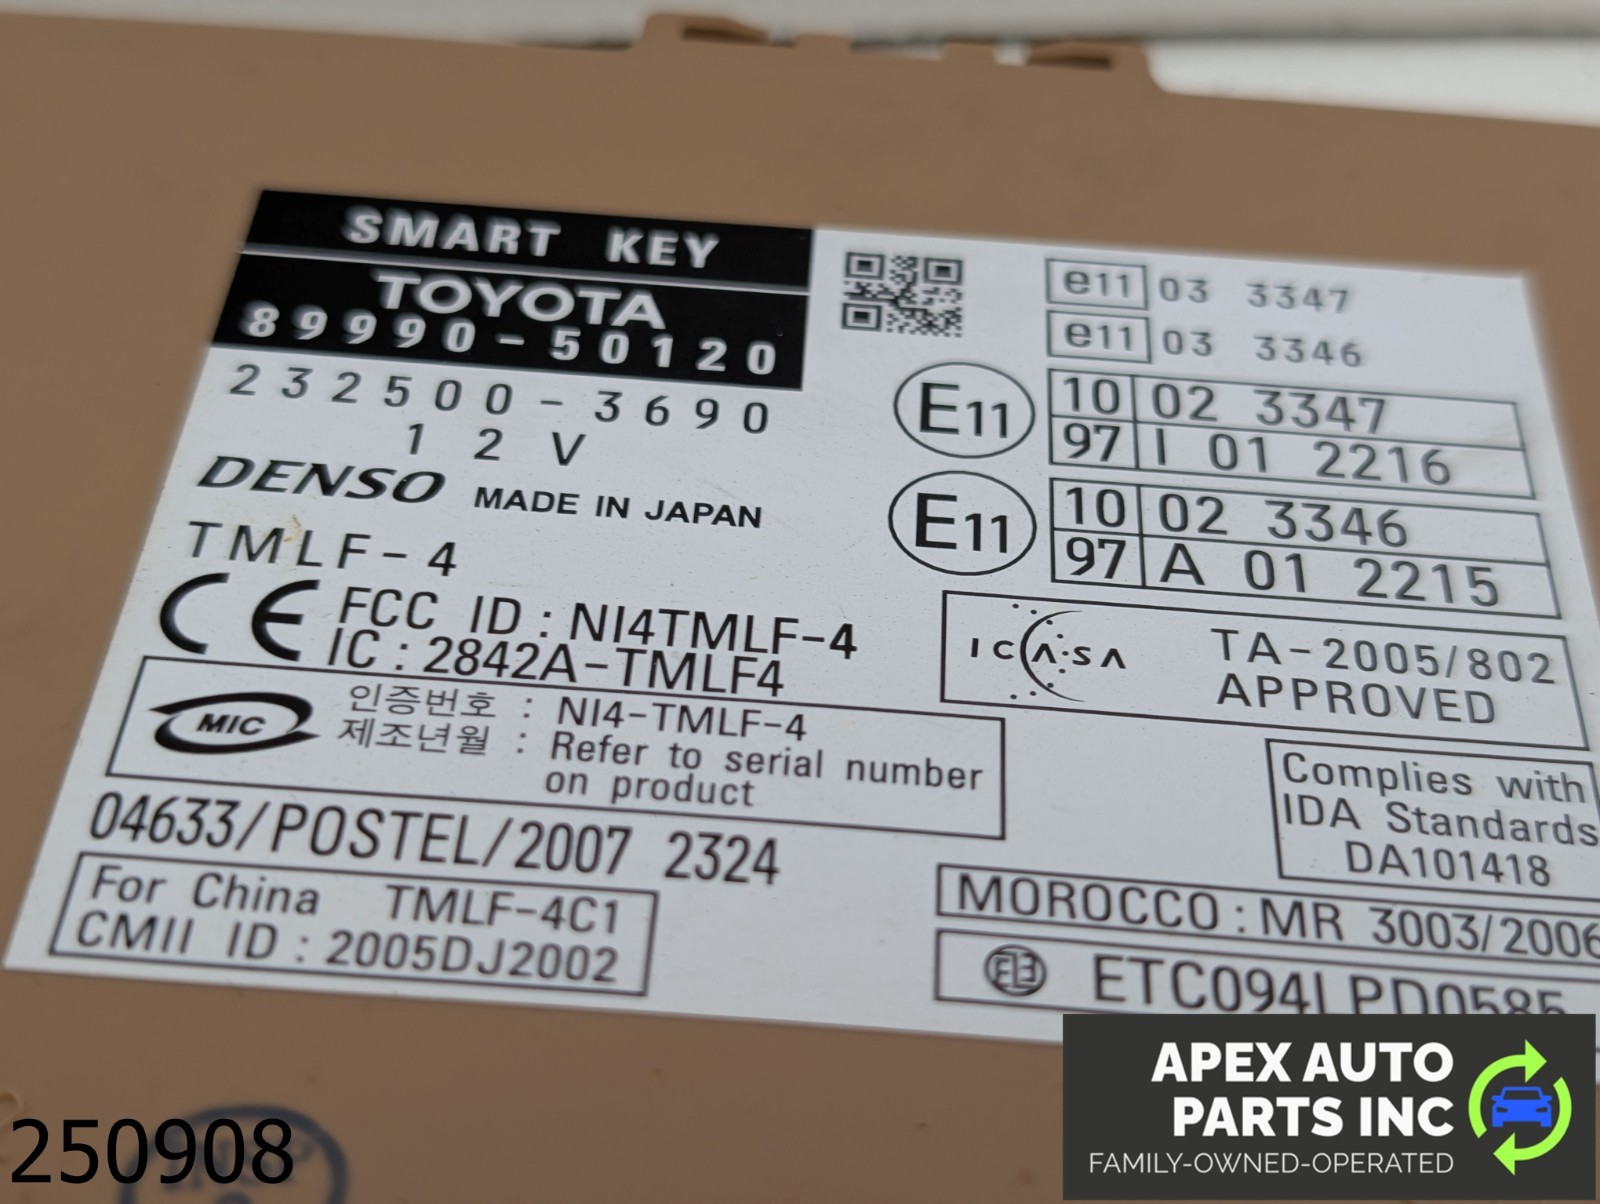 SMART KEY
TOYOTA
89990-50120
232500-3690
12V
DENSO MADE IN JAPAN
TMLF-4
CE FCC ID : NI4TMLF-4
IC : 2842A-TMLF4
MIC 인증번호 : NI4-TMLF-4
제조년월 : Refer to serial number
on product
04633/POSTEL/2007 2324
For China TMLF-4C1
CMII ID : 2005DJ2002
e11 03 3347
e11 03 3346
E11 10 02 3347
97 I 01 2216
E11 10 02 3346
97 A 01 2215
ICASA TA-2005/802
APPROVED
Complies with
IDA Standards
DA101418
MOROCCO : MR 3003/2006
ETC094LPD0585
250908
APEX AUTO
PARTS INC
FAMILY-OWNED-OPERATED